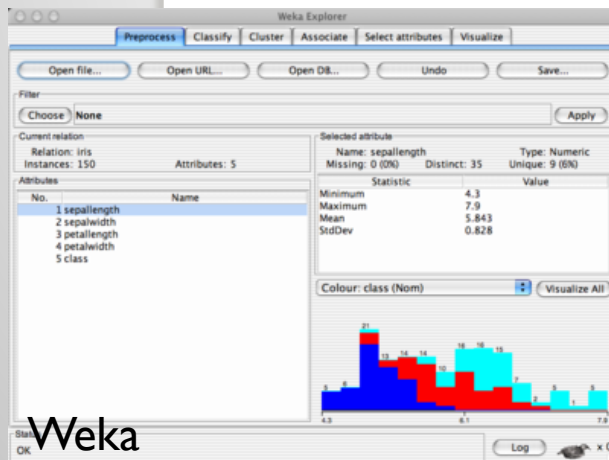 Weka Explorer
Preprocess Classify Cluster Associate Select attributes Visualize
Open file... Open URL... Open DB... Undo Save...
Filter
Choose None Apply
Current relation
Relation: iris
Instances: 150 Attributes: 5
Attributes
No. Name
1 sepallength
2 sepalwidth
3 petallength
4 petalwidth
5 class
Selected attribute
Name: sepallength Type: Numeric
Missing: 0 (0%) Distinct: 35 Unique: 9 (6%)
Statistic Value
Minimum 4.3
Maximum 7.9
Mean 5.843
StdDev 0.828
Colour: class (Nom) Visualize All
5 6 21 13 14 14 10 16 16 15 7 2 5 1 5
4.3 6.1 7.9
Weka
OK
Log x 0